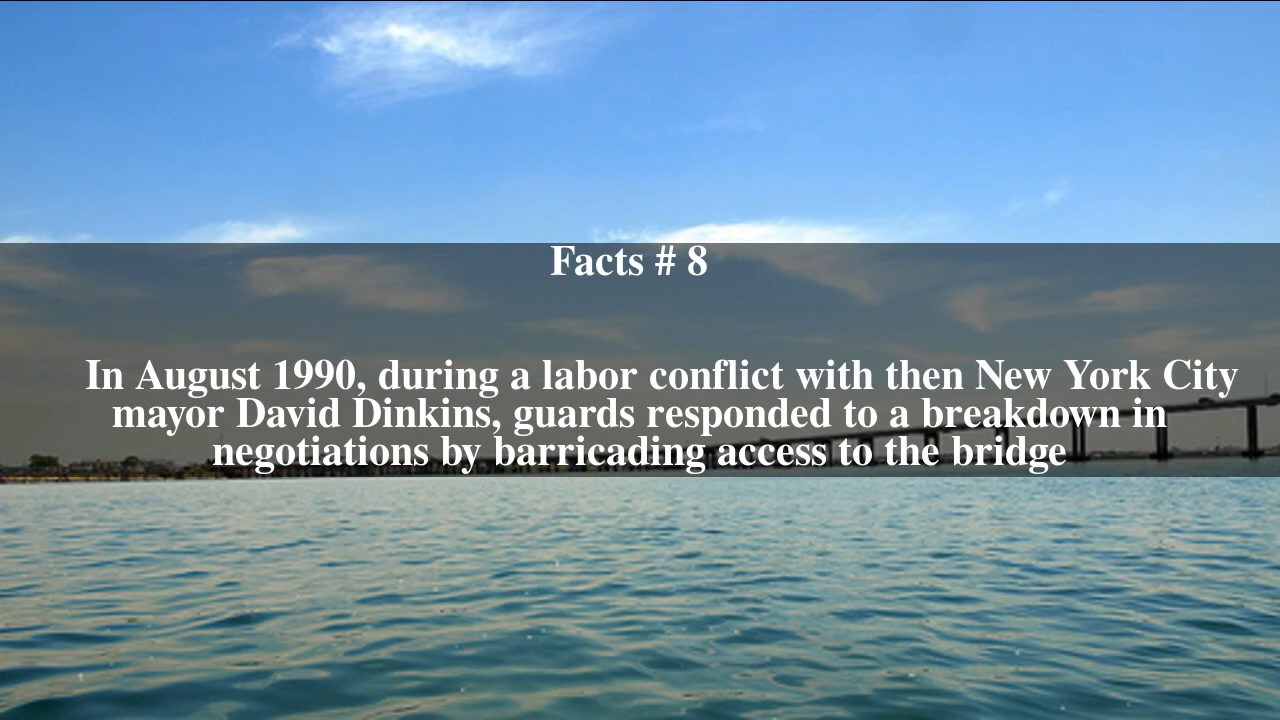 Facts # 8
In August 1990, during a labor conflict with then New York City
mayor David Dinkins, guards responded to a breakdown in
negotiations by barricading access to the bridge